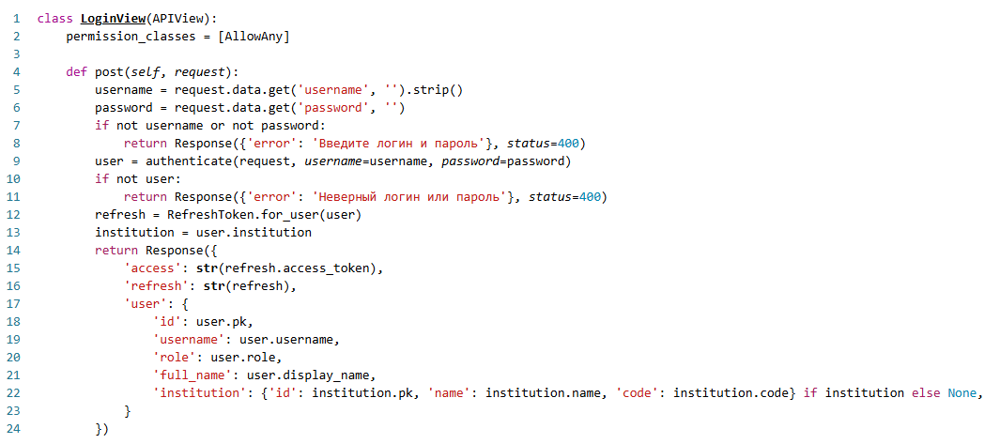 1 class LoginView(APIView):
2     permission_classes = [AllowAny]
3
4     def post(self, request):
5         username = request.data.get('username', '').strip()
6         password = request.data.get('password', '')
7         if not username or not password:
8             return Response({'error': 'Введите логин и пароль'}, status=400)
9         user = authenticate(request, username=username, password=password)
10         if not user:
11             return Response({'error': 'Неверный логин или пароль'}, status=400)
12         refresh = RefreshToken.for_user(user)
13         institution = user.institution
14         return Response({
15             'access': str(refresh.access_token),
16             'refresh': str(refresh),
17             'user': {
18                 'id': user.pk,
19                 'username': user.username,
20                 'role': user.role,
21                 'full_name': user.display_name,
22                 'institution': {'id': institution.pk, 'name': institution.name, 'code': institution.code} if institution else None,
23             }
24         })